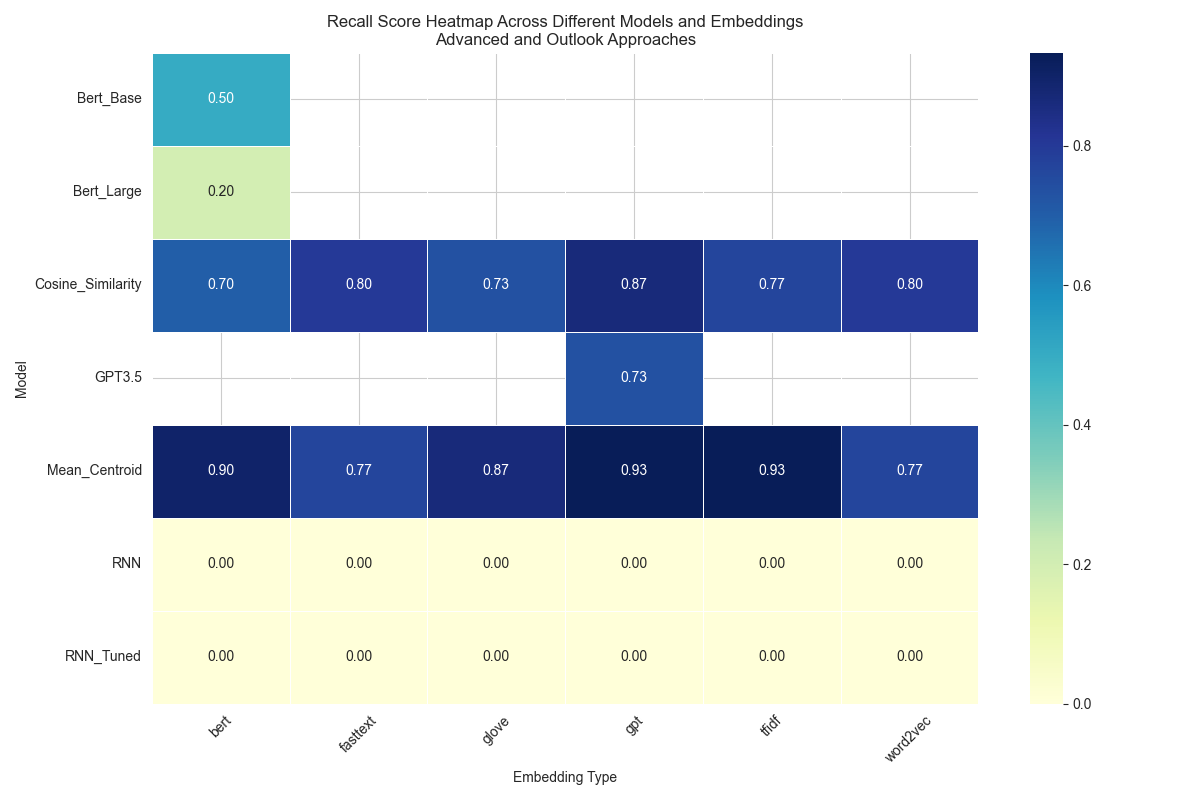 Recall Score Heatmap Across Different Models and Embeddings
Advanced and Outlook Approaches
Model
Bert_Base 0.50
Bert_Large 0.20
Cosine_Similarity 0.70 0.80 0.73 0.87 0.77 0.80
GPT3.5 0.73
Mean_Centroid 0.90 0.77 0.87 0.93 0.93 0.77
RNN 0.00 0.00 0.00 0.00 0.00 0.00
RNN_Tuned 0.00 0.00 0.00 0.00 0.00 0.00
bert fasttext glove gpt tfidf word2vec
Embedding Type
0.8
0.6
0.4
0.2
0.0